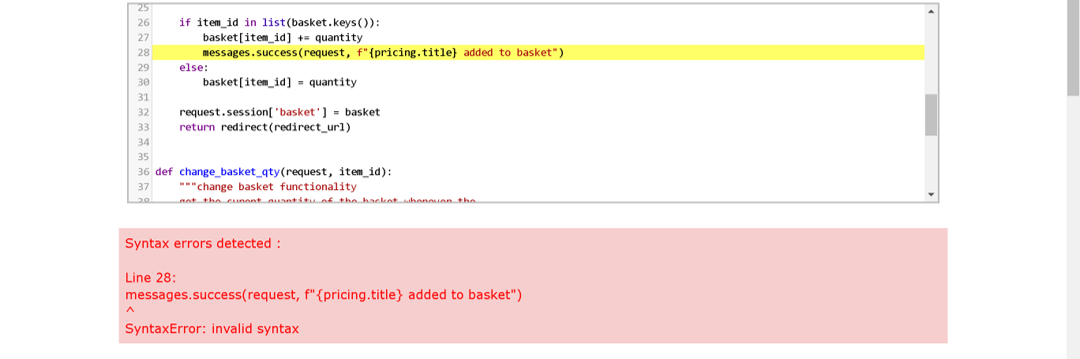 25
26 if item_id in list(basket.keys()):
27 basket[item_id] += quantity
28 messages.success(request, f"{pricing.title} added to basket")
29 else:
30 basket[item_id] = quantity
31
32 request.session['basket'] = basket
33 return redirect(redirect_url)
34
35
36 def change_basket_qty(request, item_id):
37 """change basket functionality
Syntax errors detected :
Line 28:
messages.success(request, f"{pricing.title} added to basket")
^
SyntaxError: invalid syntax